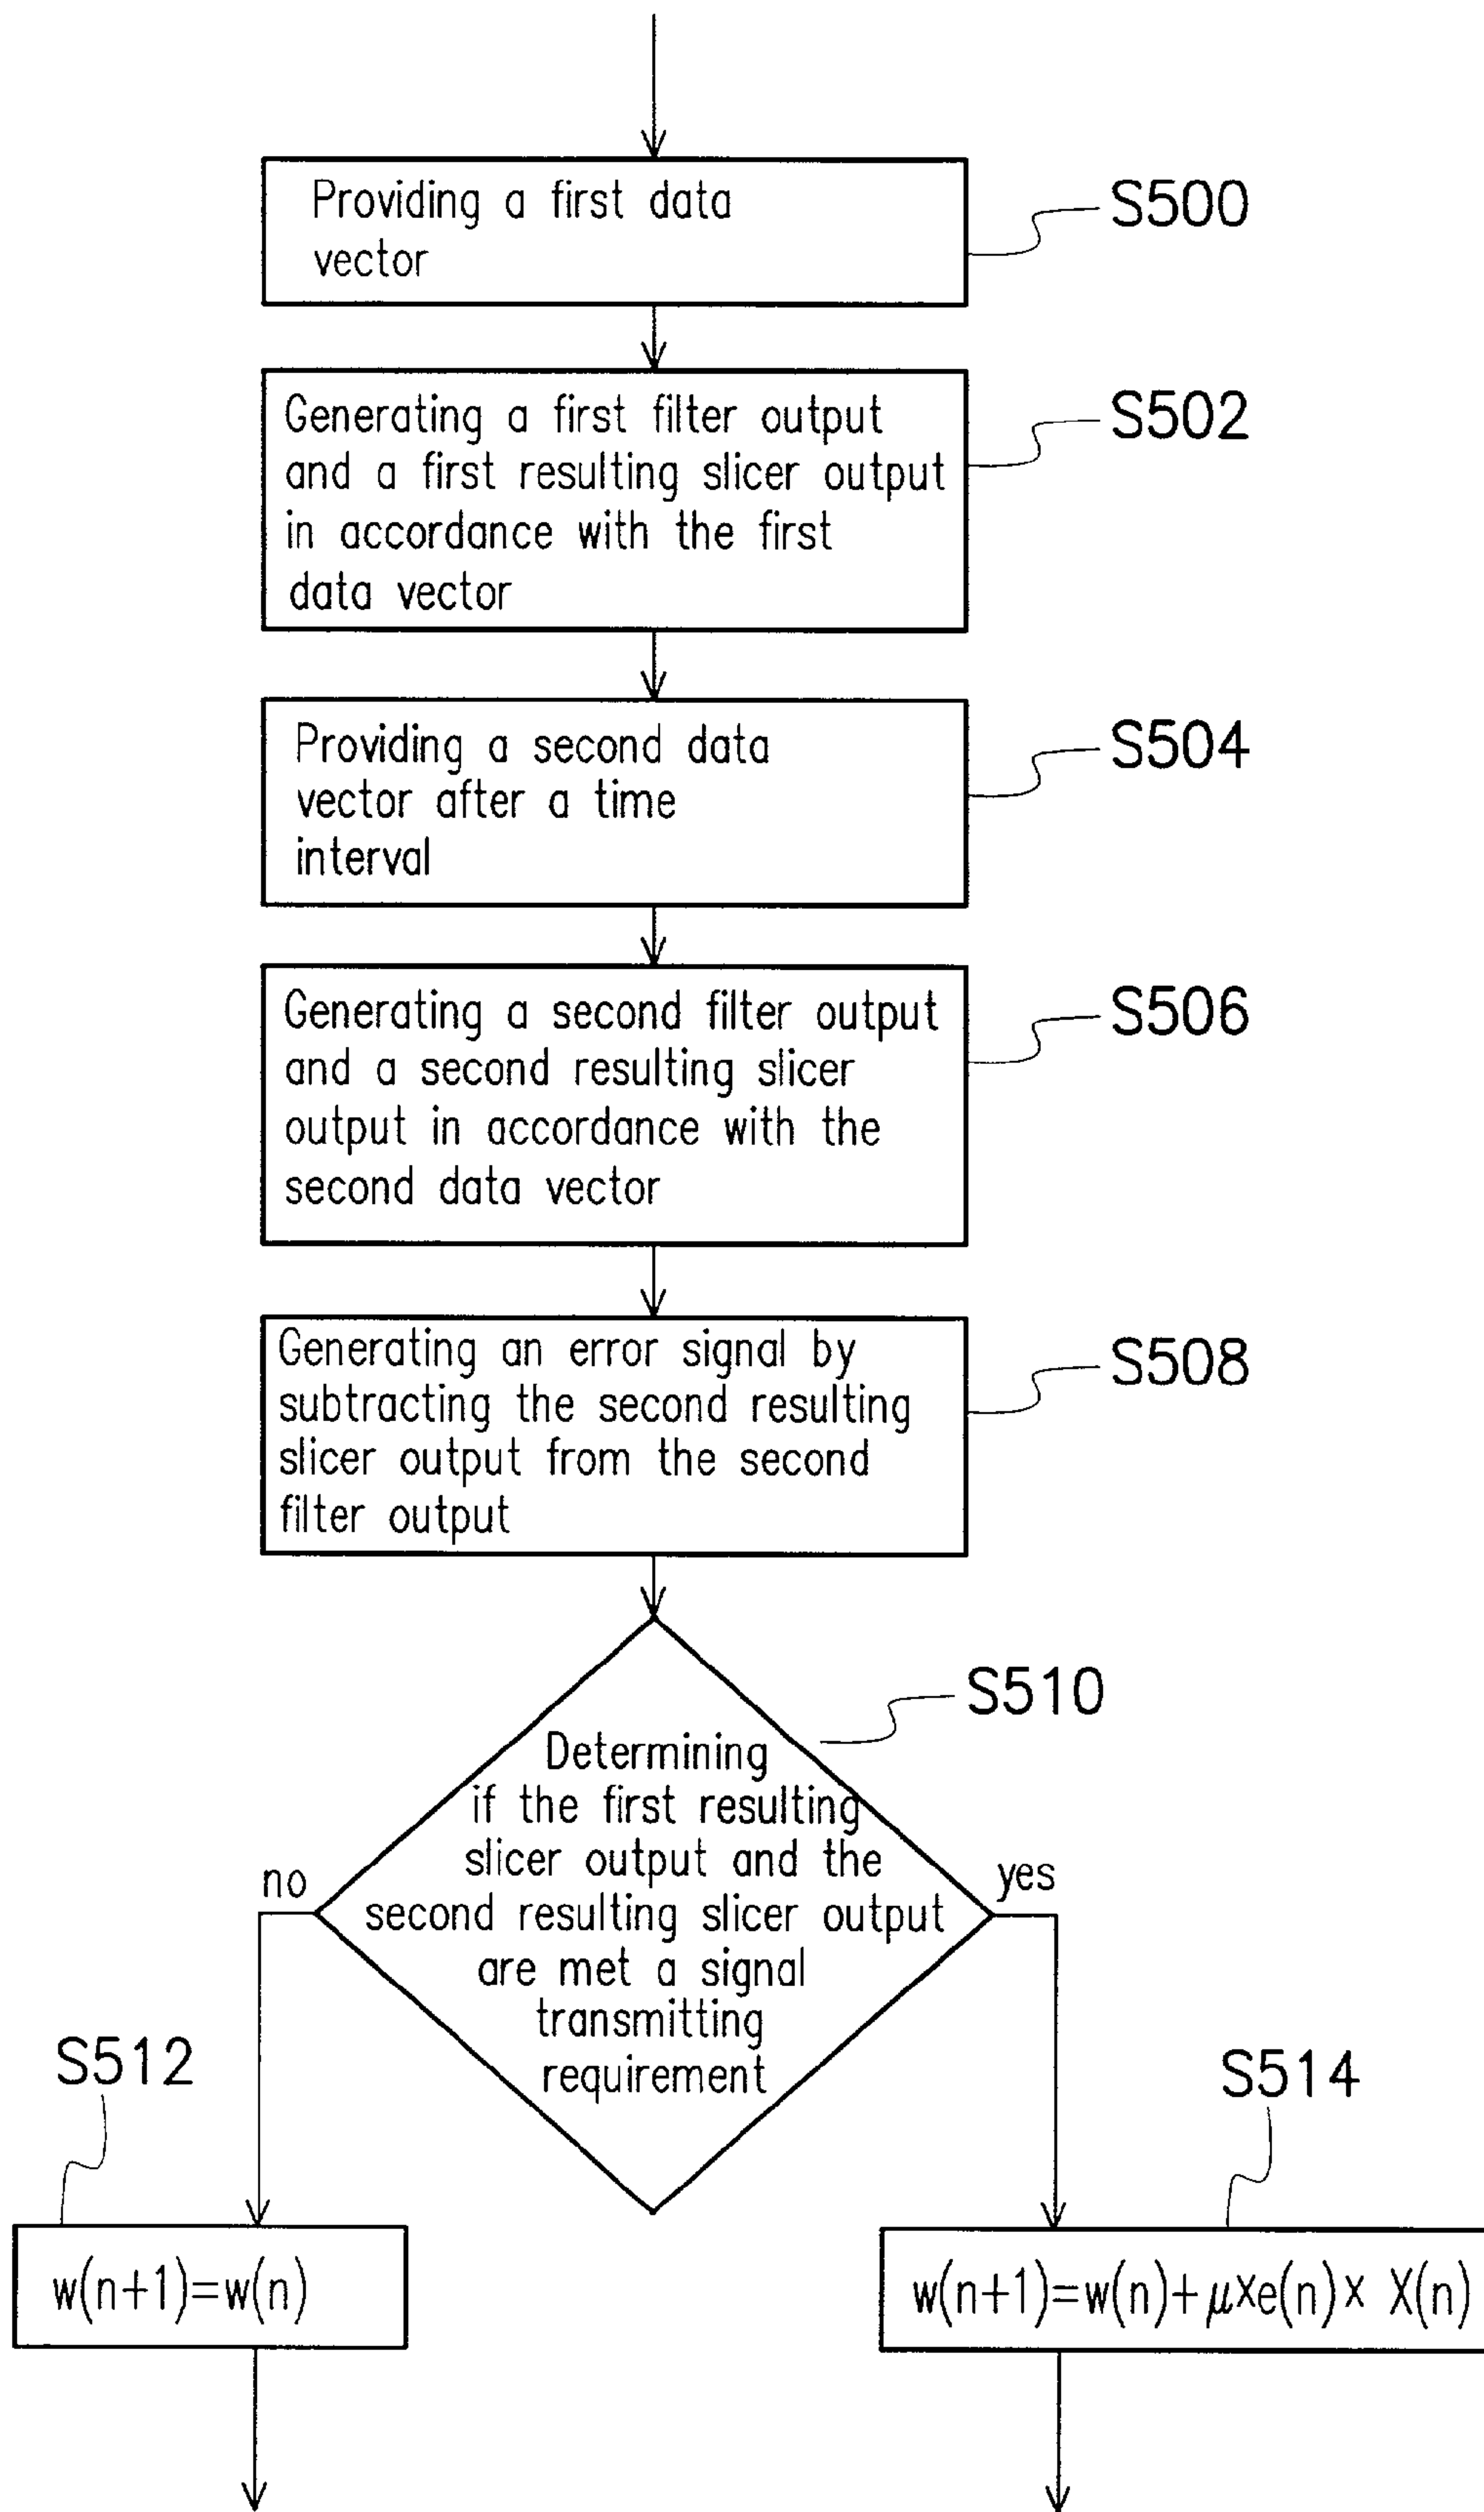 Providing a first data
vector
S500
Generating a first filter output
and a first resulting slicer output
in accordance with the first
data vector
S502
Providing a second data
vector after a time
interval
S504
Generating a second filter output
and a second resulting slicer
output in accordance with the
second data vector
S506
Generating an error signal by
subtracting the second resulting
slicer output from the second
filter output
S508
S510
Determining
if the first resulting
slicer output and the
second resulting slicer output
are met a signal
transmitting
requirement
no
yes
S512
S514
w(n+1)=w(n)
w(n+1)=w(n)+μxe(n)x X(n)